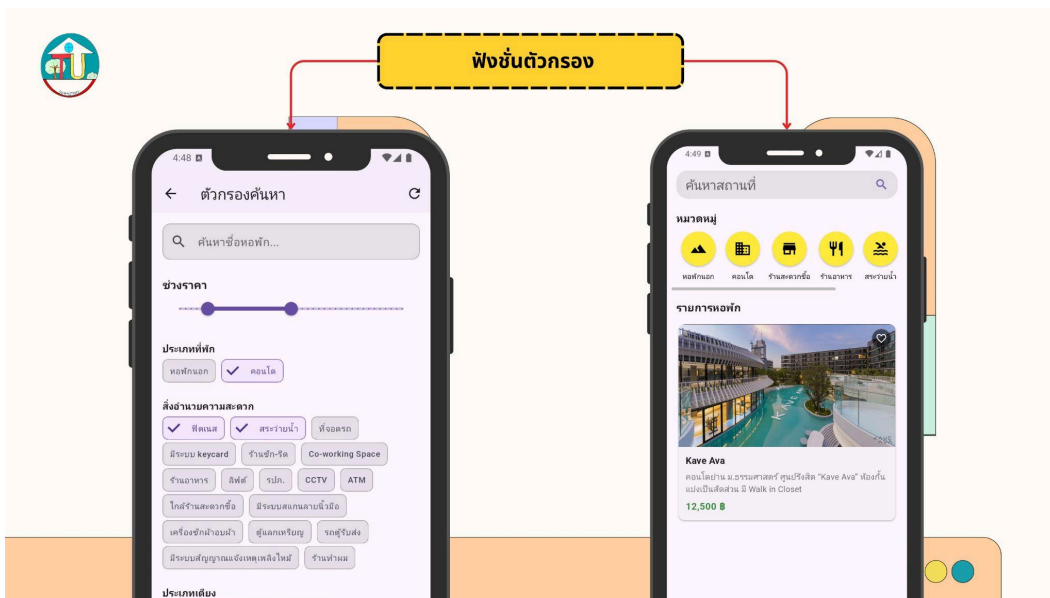 ฟังชั่นตัวกรอง
TU
4:48
ตัวกรองค้นหา
ค้นหาชื่อหอพัก...
ช่วงราคา
ประเภทที่พัก
หอพักนอก คอนโด
สิ่งอำนวยความสะดวก
ฟิตเนส สระว่ายน้ำ ที่จอดรถ
มีระบบ keycard ร้านซัก-รีด Co-working Space
ร้านอาหาร ลิฟต์ รปภ. CCTV ATM
ใกล้ร้านสะดวกซื้อ มีระบบสแกนลายนิ้วมือ
เครื่องซักผ้าอบผ้า ตู้แลกเหรียญ รถตู้รับส่ง
มีระบบสัญญาณแจ้งเหตุเพลิงไหม้ ร้านทำผม
ประเภทเตียง
4:49
ค้นหาสถานที่
หมวดหมู่
หอพักนอก คอนโด ร้านสะดวกซื้อ ร้านอาหาร สระว่ายน้ำ
รายการหอพัก
KAVE AVA
KAVE
Kave Ava
คอนโดย่าน ม.ธรรมศาสตร์ ศูนย์รังสิต "Kave Ava" ห้องกั้น
แบ่งเป็นสัดส่วน มี Walk in Closet
12,500 ฿